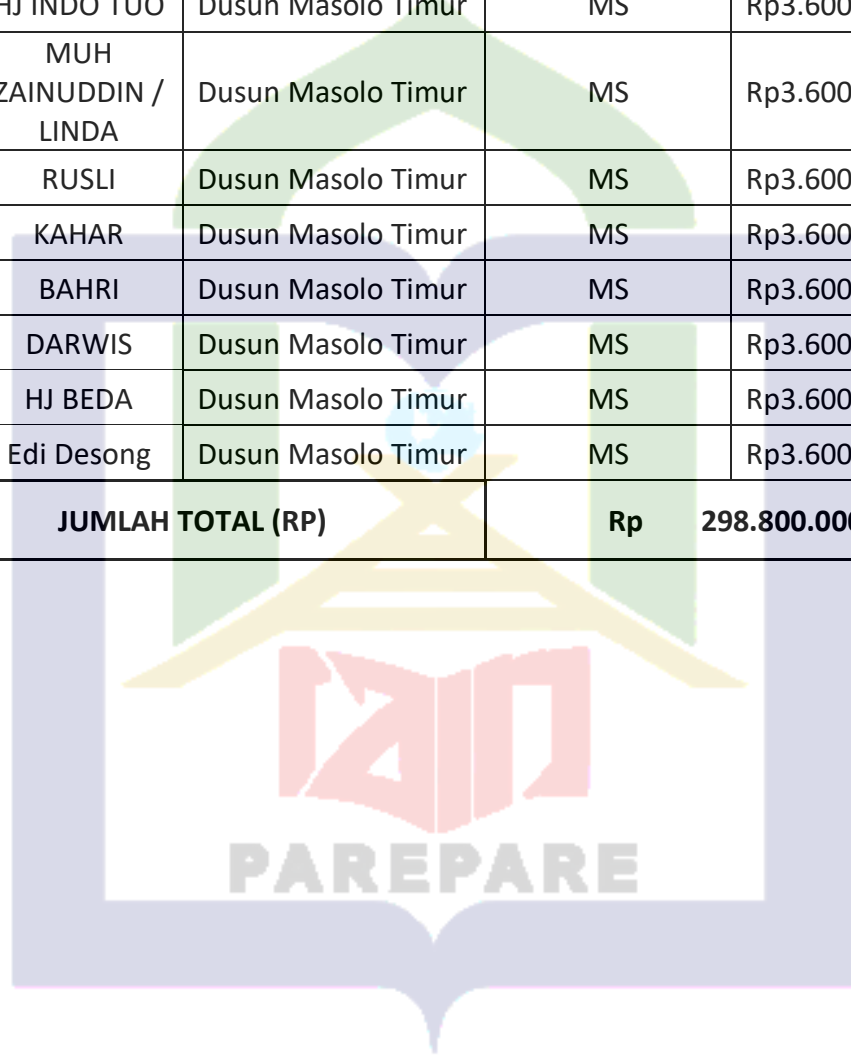 HJ INDO TUO Dusun Masolo Timur MS Rp3.600
MUH
ZAINUDDIN / Dusun Masolo Timur MS Rp3.600
LINDA
RUSLI Dusun Masolo Timur MS Rp3.600
KAHAR Dusun Masolo Timur MS Rp3.600
BAHRI Dusun Masolo Timur MS Rp3.600
DARWIS Dusun Masolo Timur MS Rp3.600
HJ BEDA Dusun Masolo Timur MS Rp3.600
Edi Desong Dusun Masolo Timur MS Rp3.600
JUMLAH TOTAL (RP) Rp 298.800.000
iain
PAREPARE